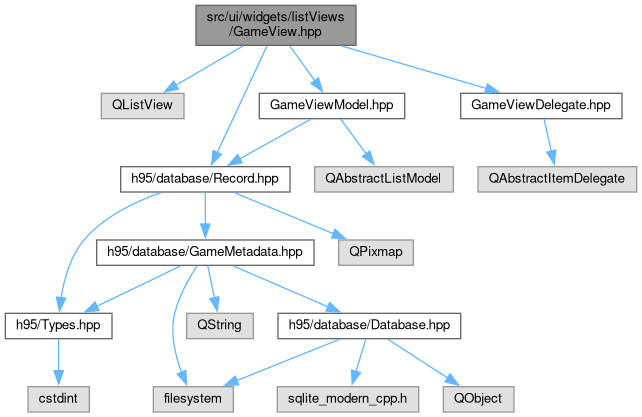 src/ui/widgets/listViews
/GameView.hpp
QListView
GameViewModel.hpp
GameViewDelegate.hpp
h95/database/Record.hpp
QAbstractListModel
QAbstractItemDelegate
h95/database/GameMetadata.hpp
QPixmap
h95/Types.hpp
QString
h95/database/Database.hpp
cstdint
filesystem
sqlite_modern_cpp.h
QObject